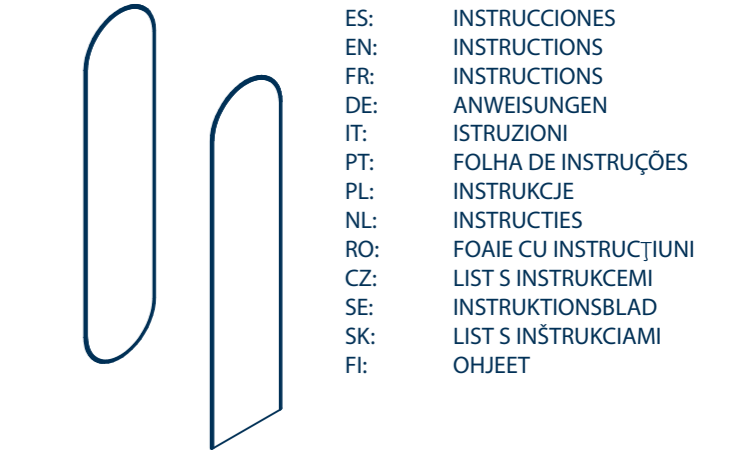 ES: INSTRUCCIONES
EN: INSTRUCTIONS
FR: INSTRUCTIONS
DE: ANWEISUNGEN
IT: ISTRUZIONI
PT: FOLHA DE INSTRUÇÕES
PL: INSTRUKCJE
NL: INSTRUCTIES
RO: FOAIE CU INSTRUCŢIUNI
CZ: LIST S INSTRUKCEMI
SE: INSTRUKTIONSBLAD
SK: LIST S INŠTRUKCIAMI
FI: OHJEET